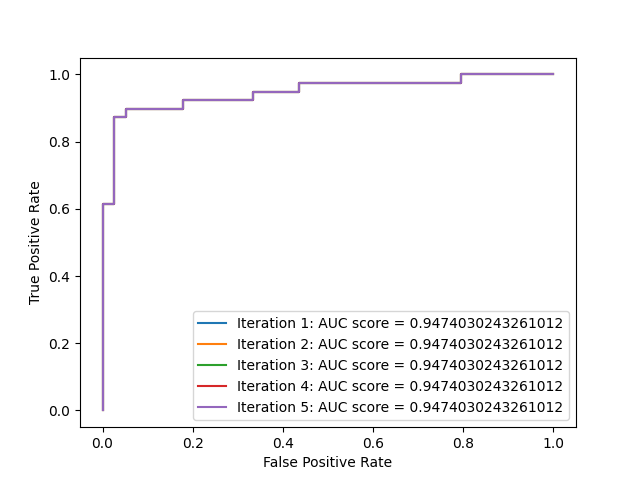 1.0
0.8
0.6
0.4
0.2
0.0
True Positive Rate
Iteration 1: AUC score = 0.9474030243261012
Iteration 2: AUC score = 0.9474030243261012
Iteration 3: AUC score = 0.9474030243261012
Iteration 4: AUC score = 0.9474030243261012
Iteration 5: AUC score = 0.9474030243261012
0.0 0.2 0.4 0.6 0.8 1.0
False Positive Rate